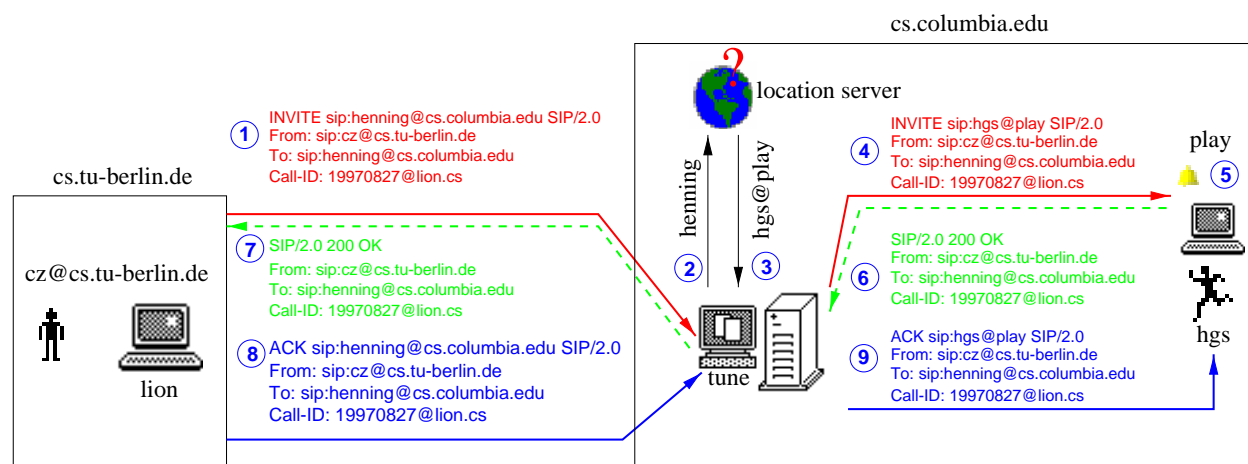 cs.columbia.edu
?
location server
1
INVITE sip:henning@cs.columbia.edu SIP/2.0
From: sip:cz@cs.tu-berlin.de
To: sip:henning@cs.columbia.edu
Call-ID: 19970827@lion.cs
4
INVITE sip:hgs@play SIP/2.0
From: sip:cz@cs.tu-berlin.de
To: sip:henning@cs.columbia.edu
Call-ID: 19970827@lion.cs
play
5
cs.tu-berlin.de
henning
hgs@play
2
3
7
SIP/2.0 200 OK
From: sip:cz@cs.tu-berlin.de
To: sip:henning@cs.columbia.edu
Call-ID: 19970827@lion.cs
6
SIP/2.0 200 OK
From: sip:cz@cs.tu-berlin.de
To: sip:henning@cs.columbia.edu
Call-ID: 19970827@lion.cs
cz@cs.tu-berlin.de
lion
8
ACK sip:henning@cs.columbia.edu SIP/2.0
From: sip:cz@cs.tu-berlin.de
To: sip:henning@cs.columbia.edu
Call-ID: 19970827@lion.cs
tune
9
ACK sip:hgs@play SIP/2.0
From: sip:cz@cs.tu-berlin.de
To: sip:henning@cs.columbia.edu
Call-ID: 19970827@lion.cs
hgs